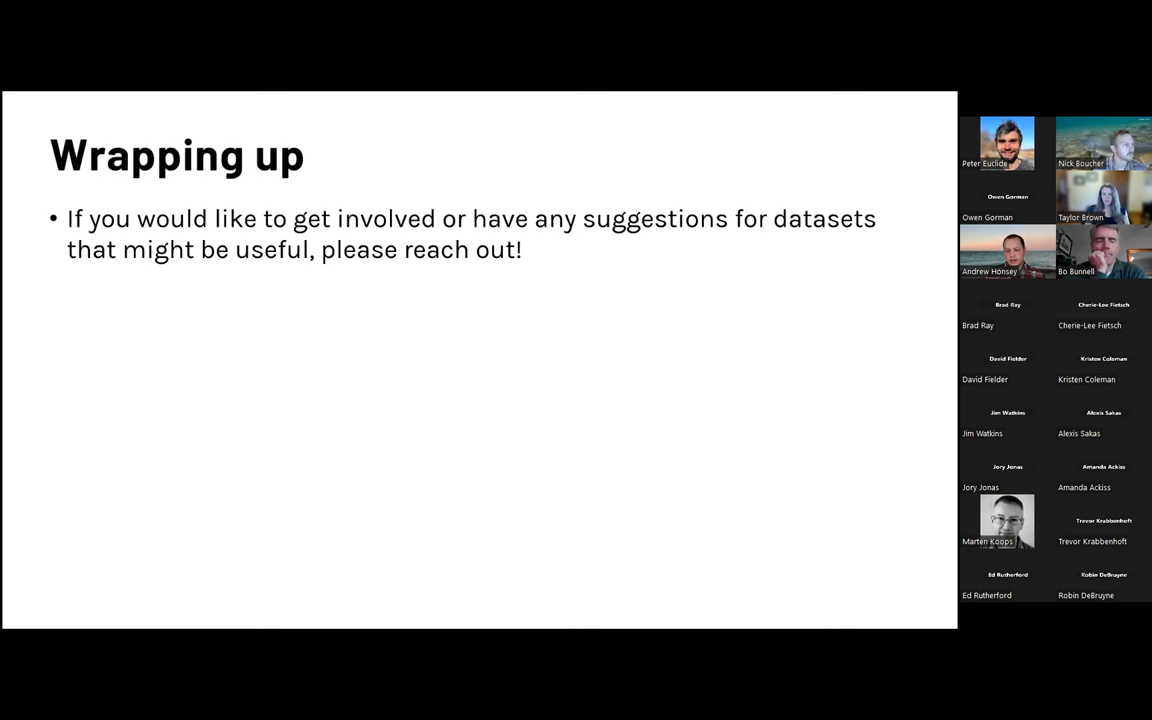 Wrapping up
• If you would like to get involved or have any suggestions for datasets
that might be useful, please reach out!
Peter Euclide
Nick Boucher
Owen Gorman
Owen Gorman
Taylor Brown
Andrew Honsey
Bo Bunnell
Brad Ray
Brad Ray
Cherie-Lee Fietsch
Cherie-Lee Fietsch
David Fielder
David Fielder
Kristen Coleman
Kristen Coleman
Jim Watkins
Jim Watkins
Alexis Sakas
Alexis Sakas
Jory Jonas
Jory Jonas
Amanda Ackiss
Amanda Ackiss
Marten Koops
Trevor Krabbenhoft
Trevor Krabbenhoft
Ed Rutherford
Ed Rutherford
Robin DeBruyne
Robin DeBruyne